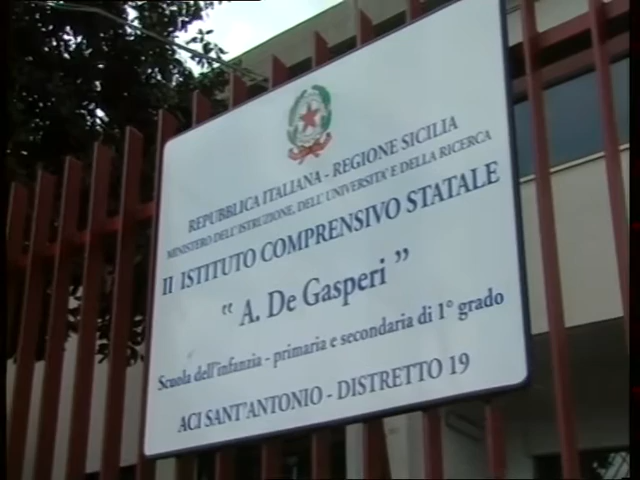 REPUBBLICA ITALIANA - REGIONE SICILIA
MINISTERO DELL'ISTRUZIONE, DELL' UNIVERSITA' E DELLA RICERCA
II ISTITUTO COMPRENSIVO STATALE
“ A. De Gasperi ”
Scuola dell'infanzia - primaria e secondaria di 1° grado
ACI SANT'ANTONIO - DISTRETTO 19